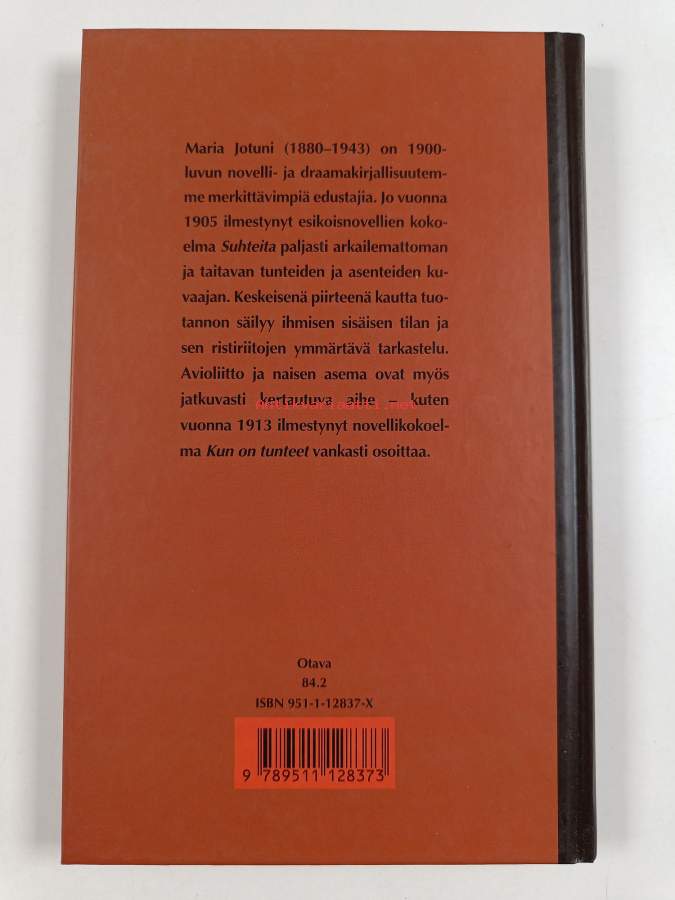 Maria Jotuni (1880–1943) on 1900-
luvun novelli- ja draamakirjallisuutem-
me merkittävimpiä edustajia. Jo vuonna
1905 ilmestynyt esikoisnovellien koko-
elma Suhteita paljasti arkailemattoman
ja taitavan tunteiden ja asenteiden ku-
vaajan. Keskeisenä piirteenä kautta tuo-
tannon säilyy ihmisen sisäisen tilan ja
sen ristiriitojen ymmärtävä tarkastelu.
Avioliitto ja naisen asema ovat myös
jatkuvasti kertautuva aihe – kuten
antikvariaatti.net
vuonna 1913 ilmestynyt novellikokoel-
ma Kun on tunteet vankasti osoittaa.
Otava
84.2
ISBN 951-1-12837-X
9 789511 128373